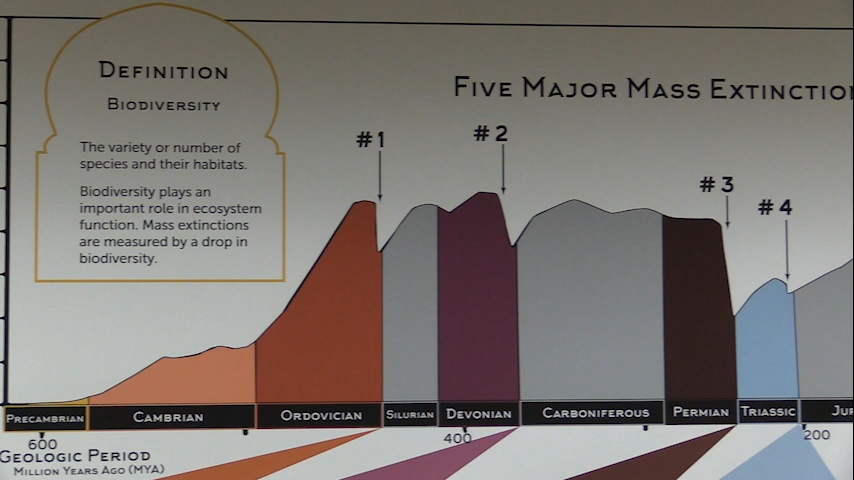 DEFINITION
BIODIVERSITY
The variety or number of
species and their habitats.
Biodiversity plays an
important role in ecosystem
function. Mass extinctions
are measured by a drop in
biodiversity.
FIVE MAJOR MASS EXTINCTIO
#1
#2
#3
#4
PRECAMBRIAN
CAMBRIAN
ORDOVICIAN
SILURIAN
DEVONIAN
CARBONIFEROUS
PERMIAN
TRIASSIC
JUR
600
400
200
GEOLOGIC PERIOD
MILLION YEARS AGO (MYA)